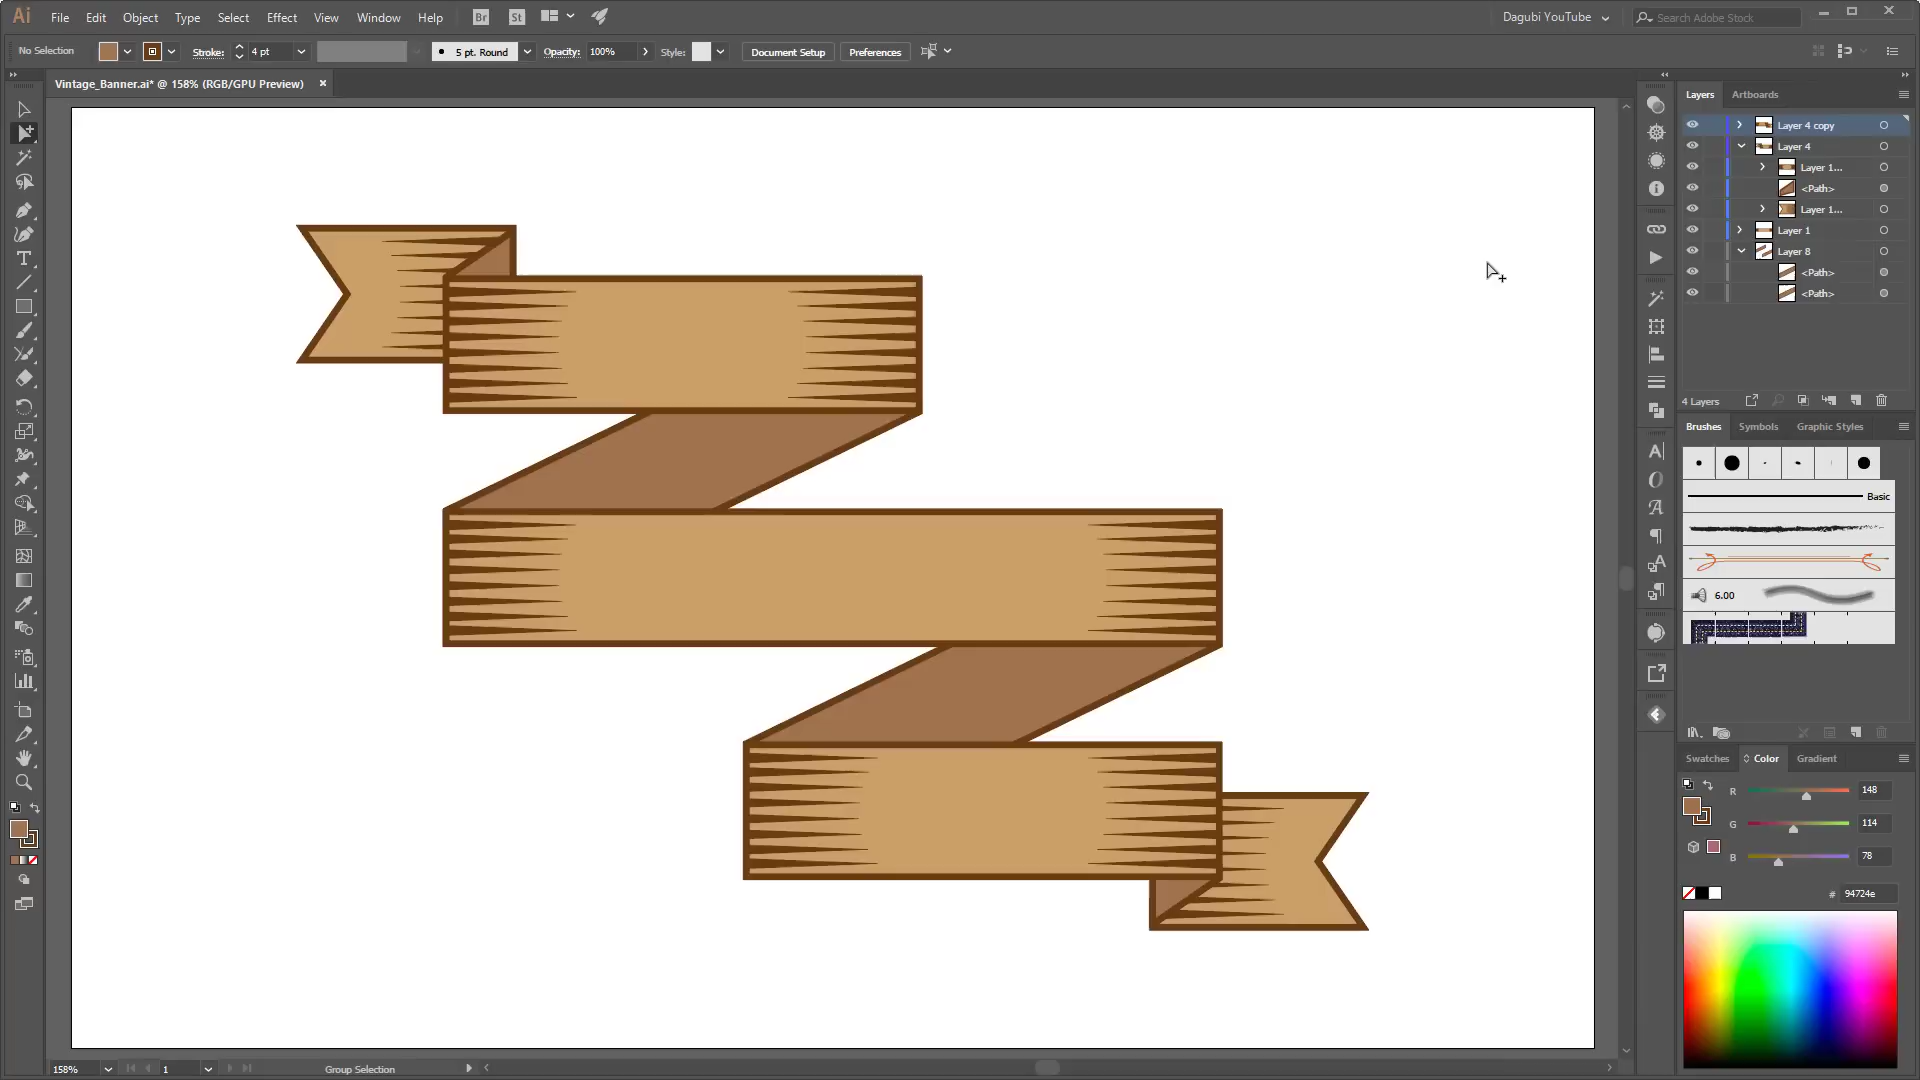 Ai File Edit Object Type Select Effect View Window Help Br St Dagubi YouTube Search Adobe Stock
No Selection Stroke: 4 pt 5 pt. Round Opacity: 100% Style: Document Setup Preferences
Vintage_Banner.ai* @ 158% (RGB/GPU Preview)
Layers Artboards
Layer 4 copy
Layer 4
Layer 1...
<Path>
Layer 1...
Layer 1
Layer 8
<Path>
<Path>
4 Layers
Brushes Symbols Graphic Styles
Basic
6.00
Swatches Color Gradient
R 148
G 114
B 78
# 94724e
158% 1 Group Selection